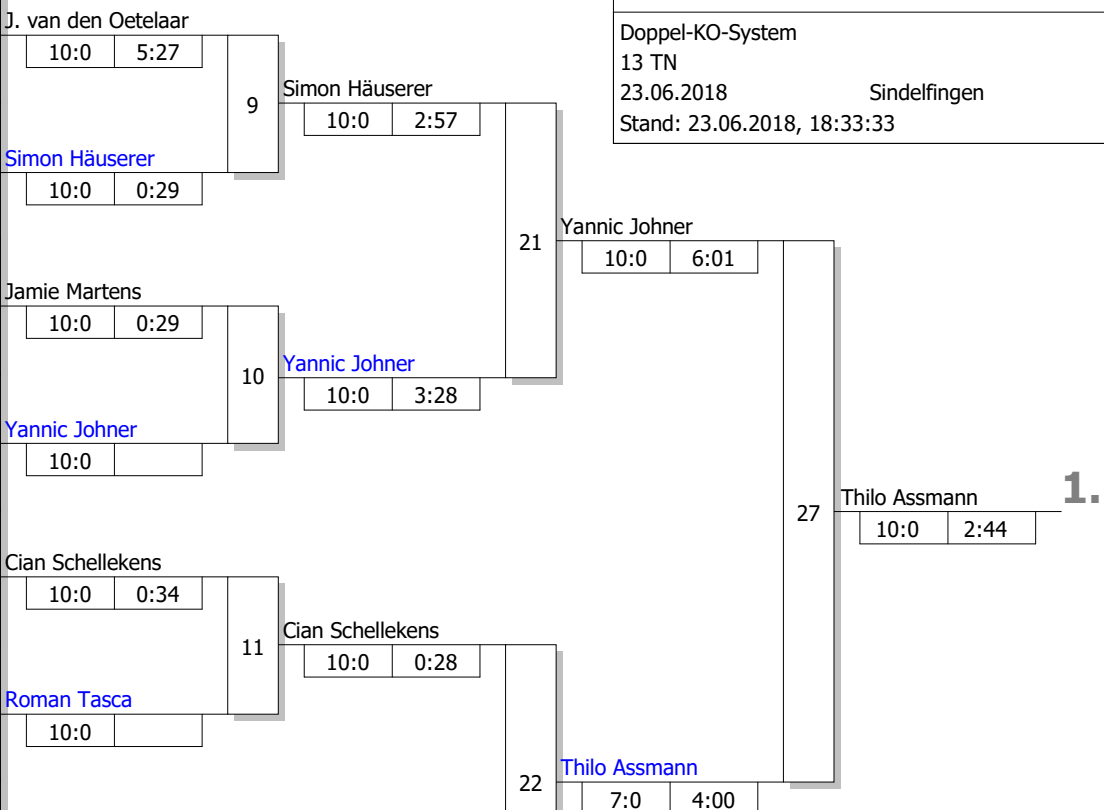 J. van den Oetelaar
10:0 5:27
Doppel-KO-System
13 TN
23.06.2018 Sindelfingen
Stand: 23.06.2018, 18:33:33
9
Simon Häuserer
10:0 2:57
Simon Häuserer
10:0 0:29
21
Yannic Johner
10:0 6:01
Jamie Martens
10:0 0:29
10
Yannic Johner
10:0 3:28
Yannic Johner
10:0
27
Thilo Assmann
1.
10:0 2:44
Cian Schellekens
10:0 0:34
11
Cian Schellekens
10:0 0:28
Roman Tasca
10:0
22
Thilo Assmann
7:0 4:00